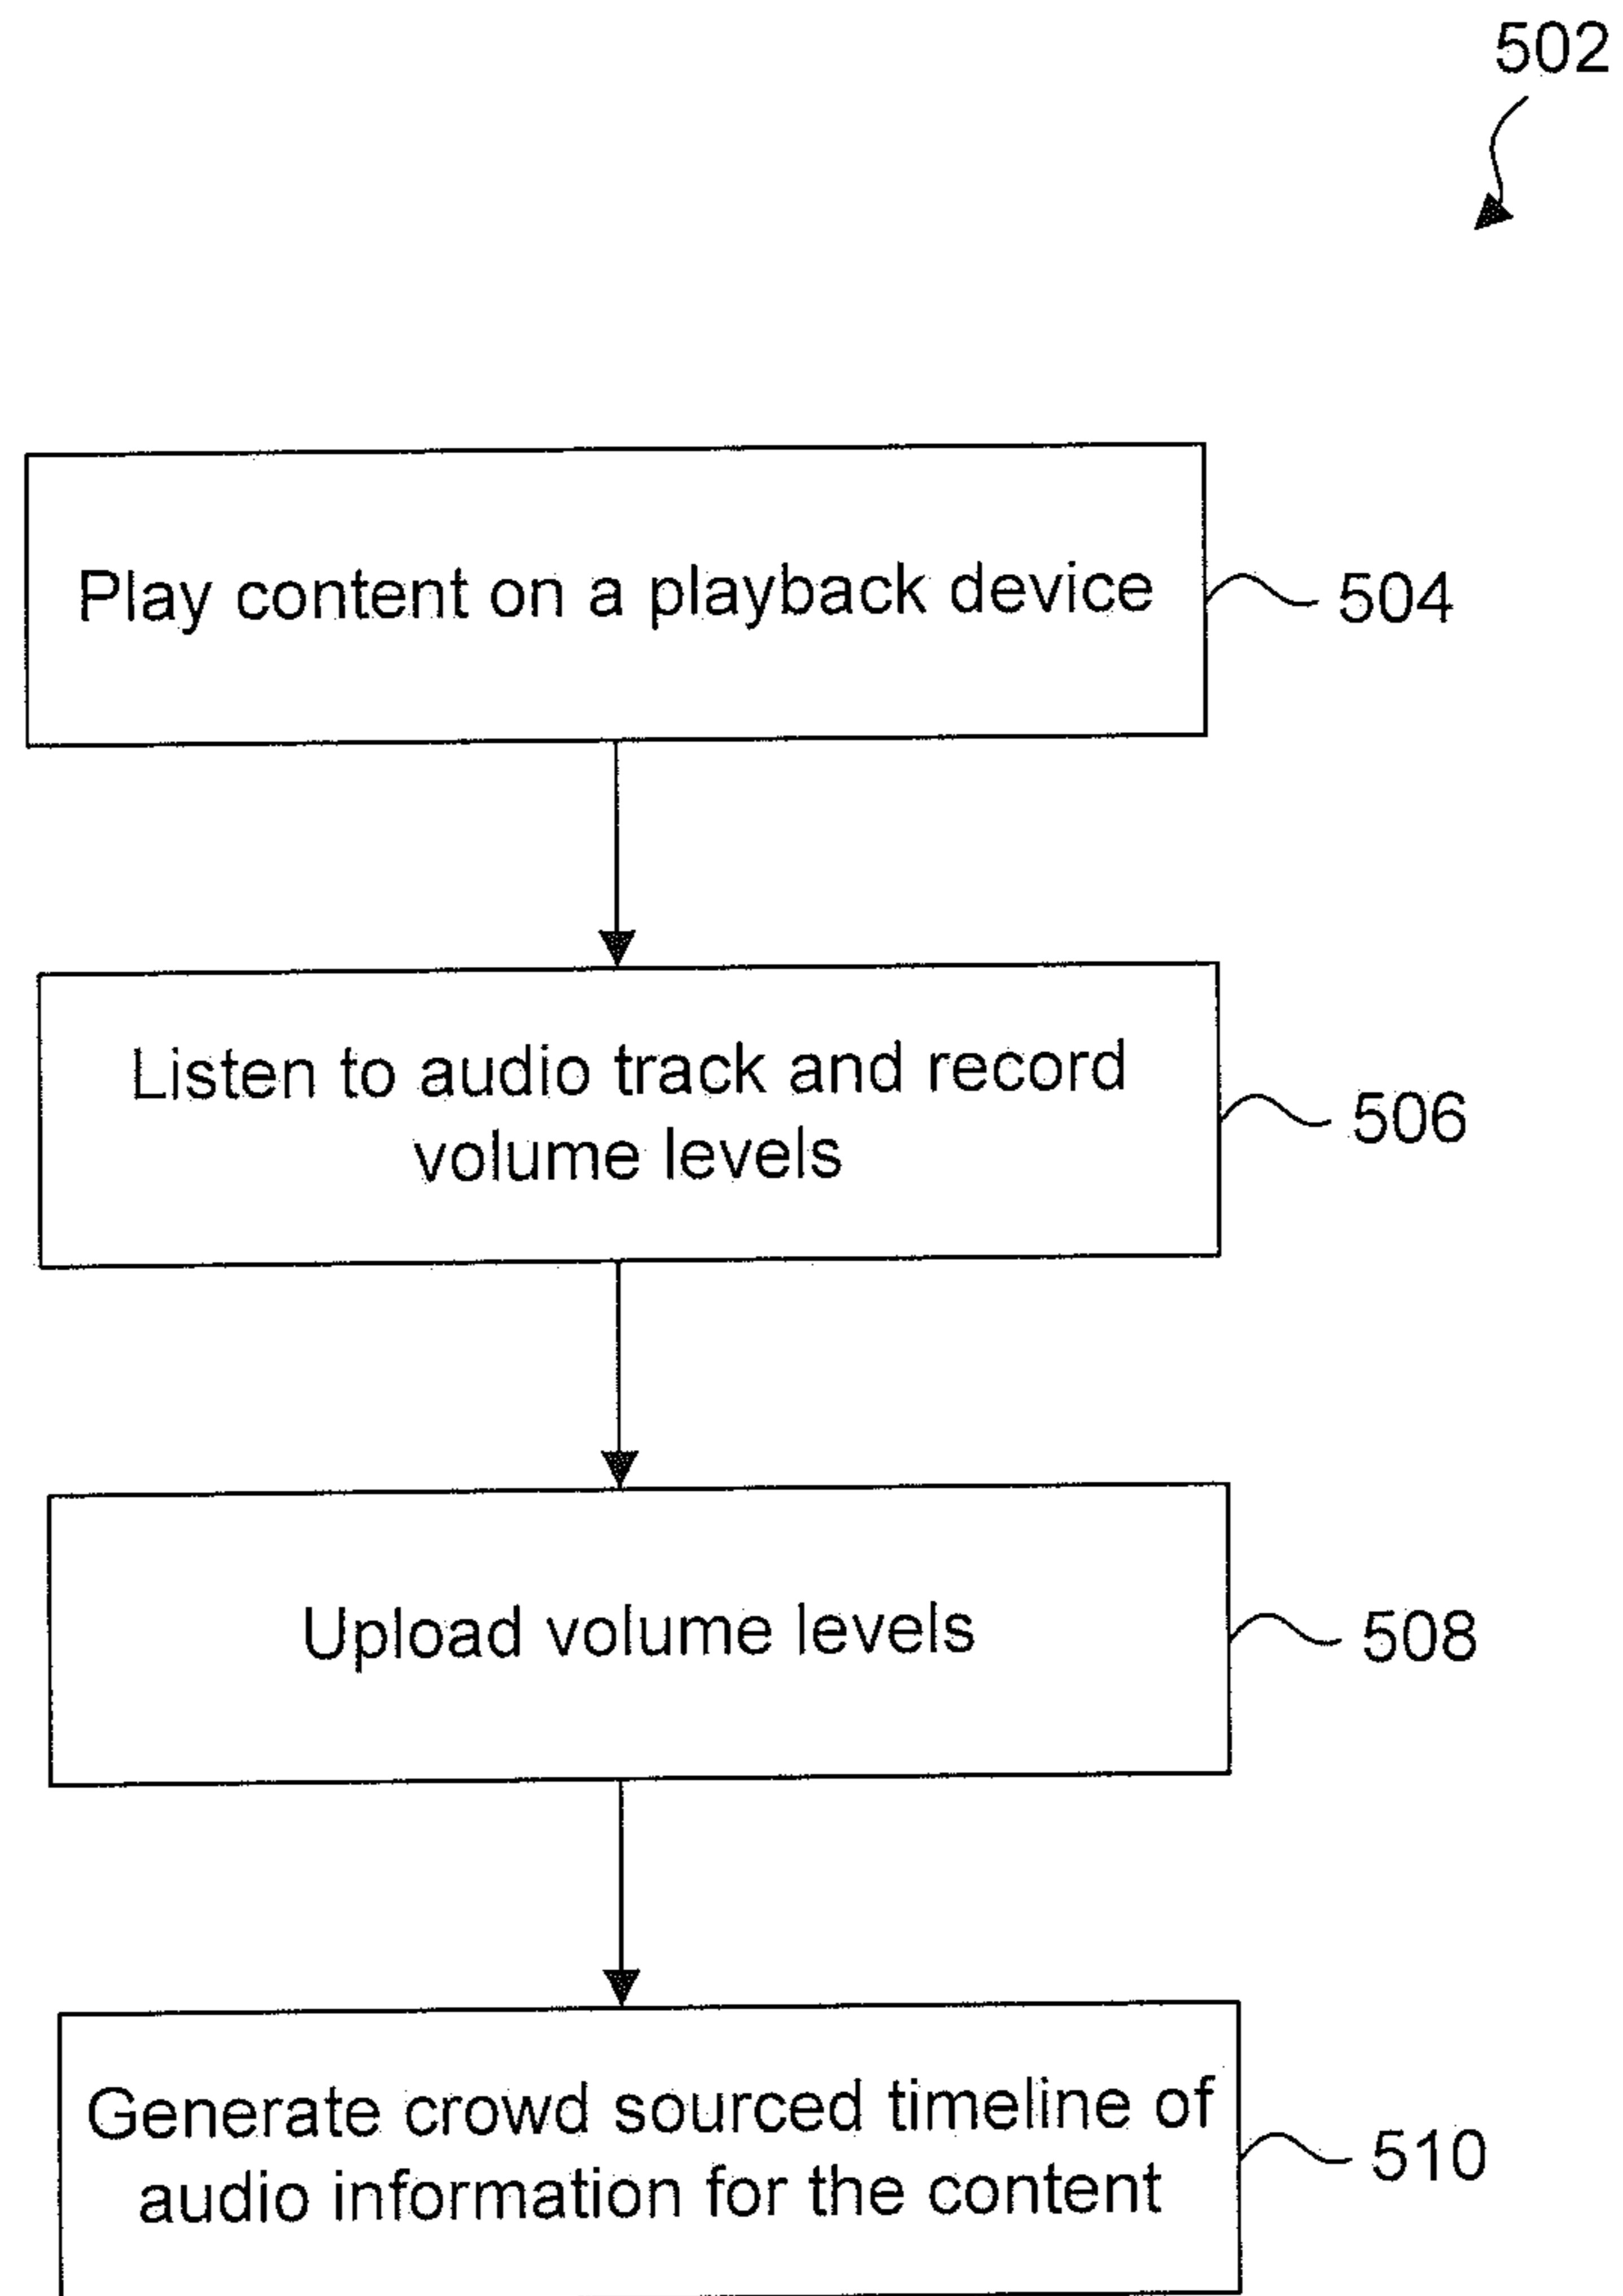 502
Play content on a playback device
504
Listen to audio track and record
volume levels
506
Upload volume levels
508
Generate crowd sourced timeline of
audio information for the content
510